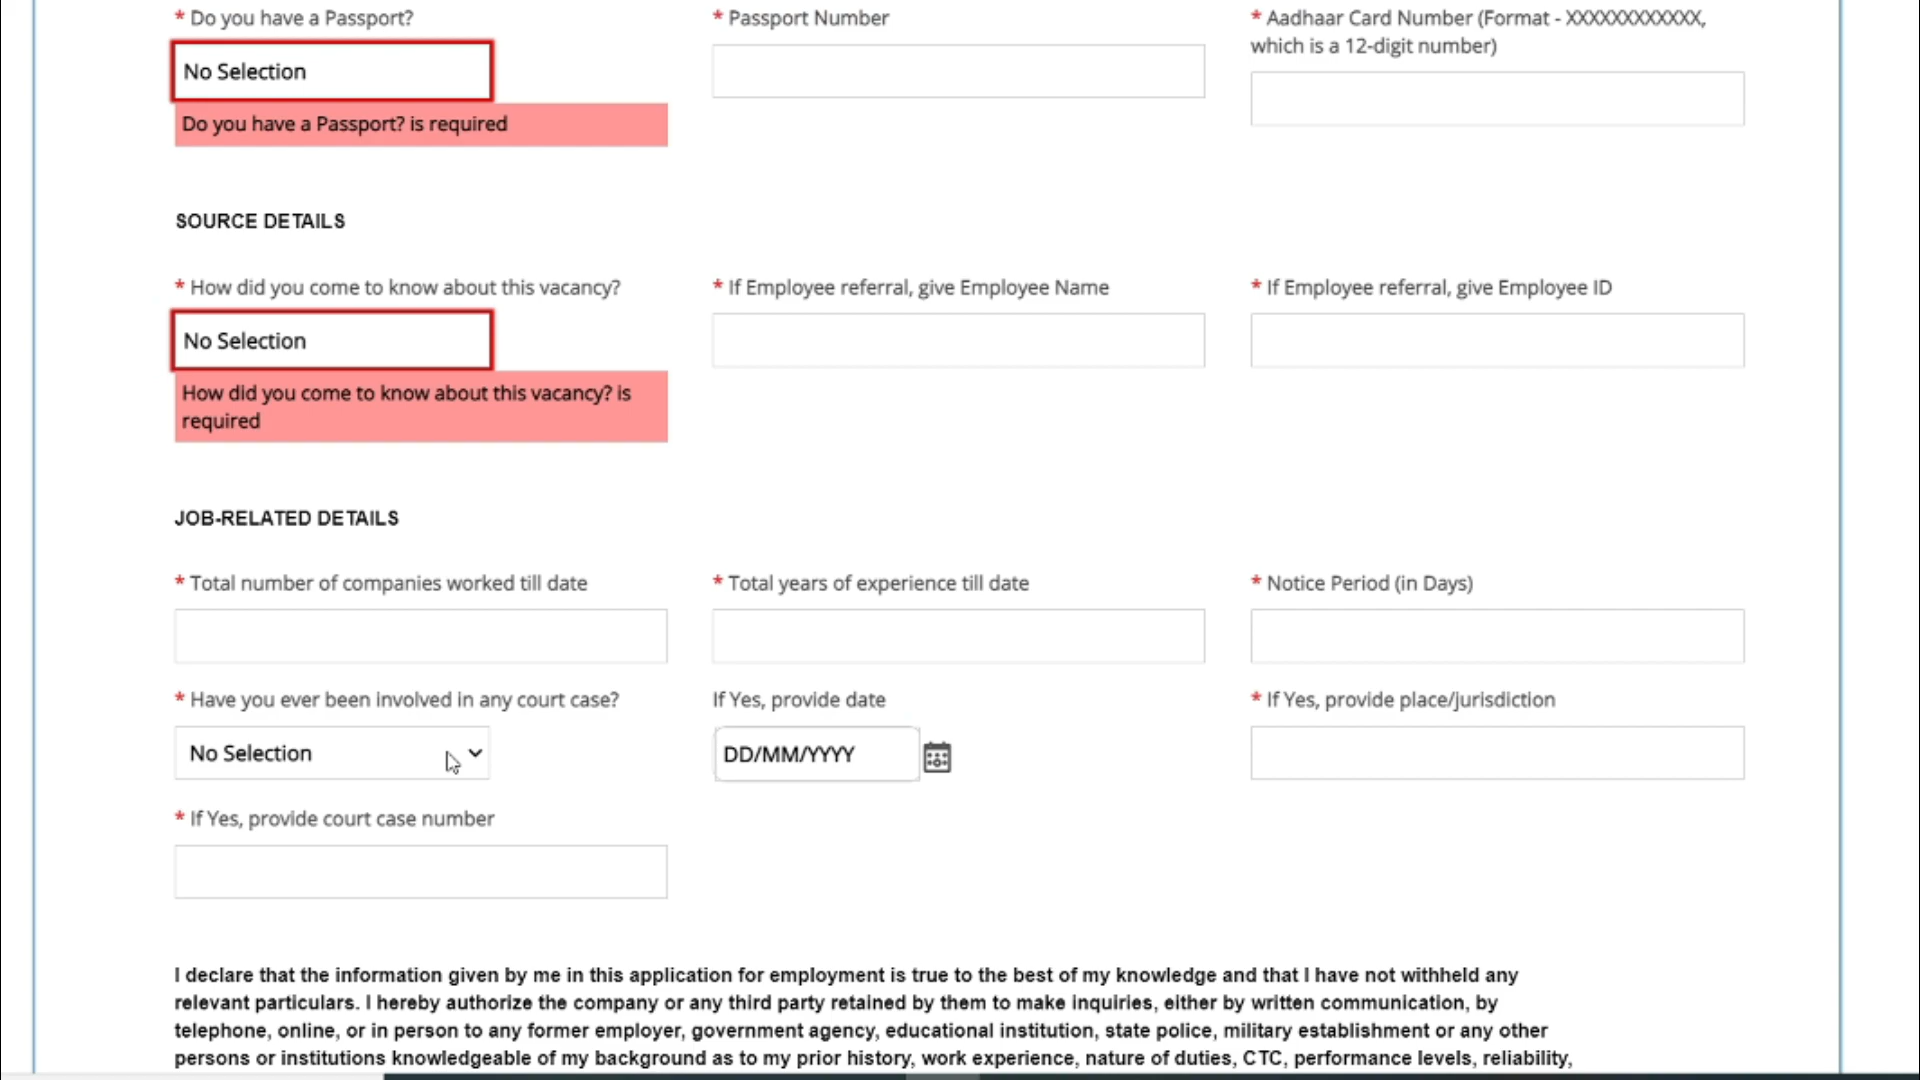 * Do you have a Passport?
* Passport Number
* Aadhaar Card Number (Format - XXXXXXXXXXXX,
which is a 12-digit number)
No Selection
Do you have a Passport? is required
SOURCE DETAILS
* How did you come to know about this vacancy?
* If Employee referral, give Employee Name
* If Employee referral, give Employee ID
No Selection
How did you come to know about this vacancy? is
required
JOB-RELATED DETAILS
* Total number of companies worked till date
* Total years of experience till date
* Notice Period (in Days)
* Have you ever been involved in any court case?
If Yes, provide date
* If Yes, provide place/jurisdiction
No Selection
DD/MM/YYYY
* If Yes, provide court case number
I declare that the information given by me in this application for employment is true to the best of my knowledge and that I have not withheld any
relevant particulars. I hereby authorize the company or any third party retained by them to make inquiries, either by written communication, by
telephone, online, or in person to any former employer, government agency, educational institution, state police, military establishment or any other
persons or institutions knowledgeable of my background as to my prior history, work experience, nature of duties, CTC, performance levels, reliability,